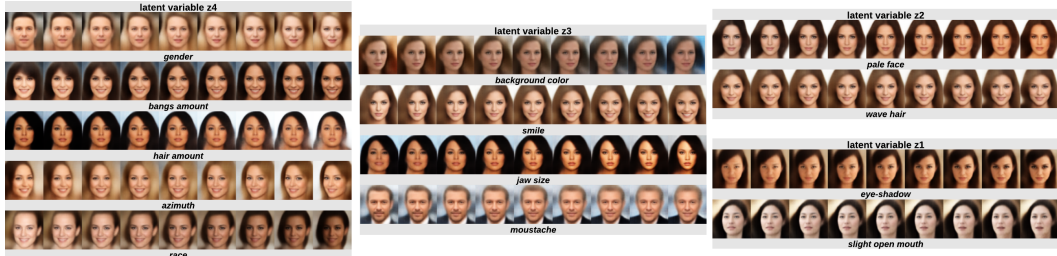 latent variable z4
gender
bangs amount
hair amount
azimuth
race
latent variable z3
background color
smile
jaw size
moustache
latent variable z2
pale face
wave hair
latent variable z1
eye-shadow
slight open mouth